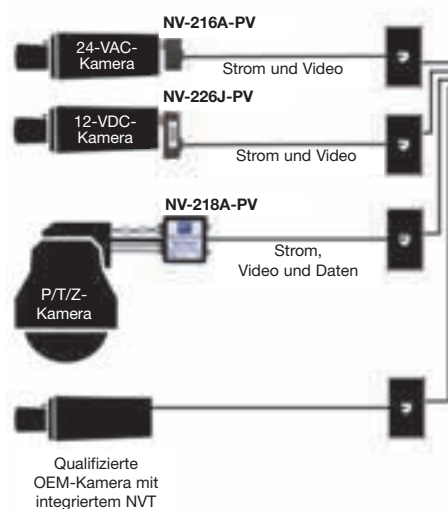 NV-216A-PV
24-VAC-
Kamera
Strom und Video
NV-226J-PV
12-VDC-
Kamera
Strom und Video
NV-218A-PV
Strom,
Video und Daten
P/T/Z-
Kamera
Qualifizierte
OEM-Kamera mit
integriertem NVT